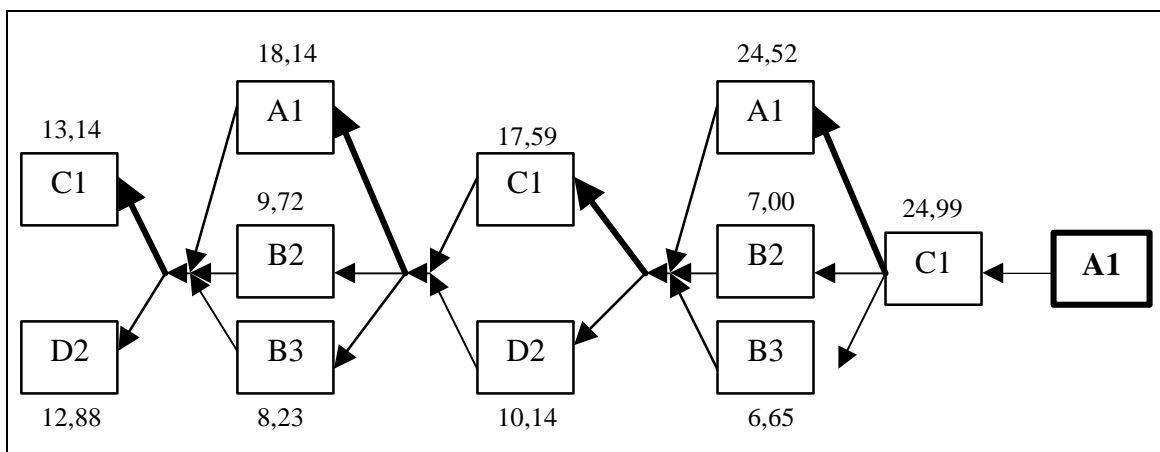 18,14
24,52
A1
A1
13,14
17,59
C1
C1
9,72
7,00
24,99
B2
B2
C1
A1
D2
B3
D2
B3
12,88
8,23
10,14
6,65